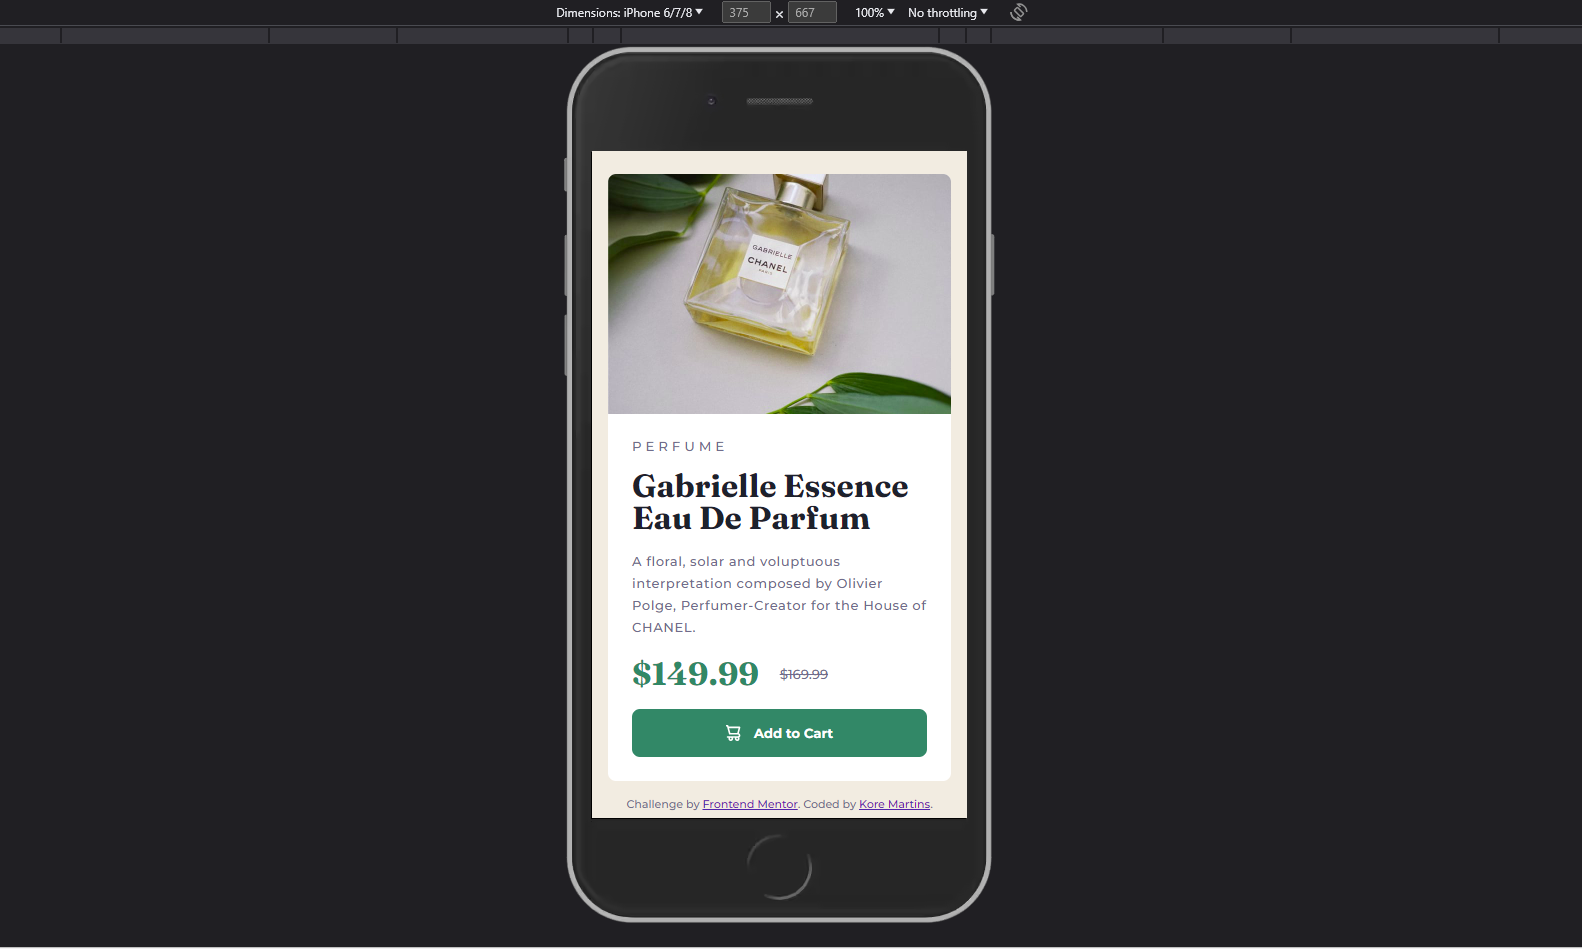 Dimensions: iPhone 6/7/8 375 × 667 100% No throttling
GABRIELLE
CHANEL
PARIS
PERFUME
Gabrielle Essence
Eau De Parfum
A floral, solar and voluptuous
interpretation composed by Olivier
Polge, Perfumer-Creator for the House of
CHANEL.
$149.99 $169.99
Add to Cart
Challenge by Frontend Mentor. Coded by Kore Martins.